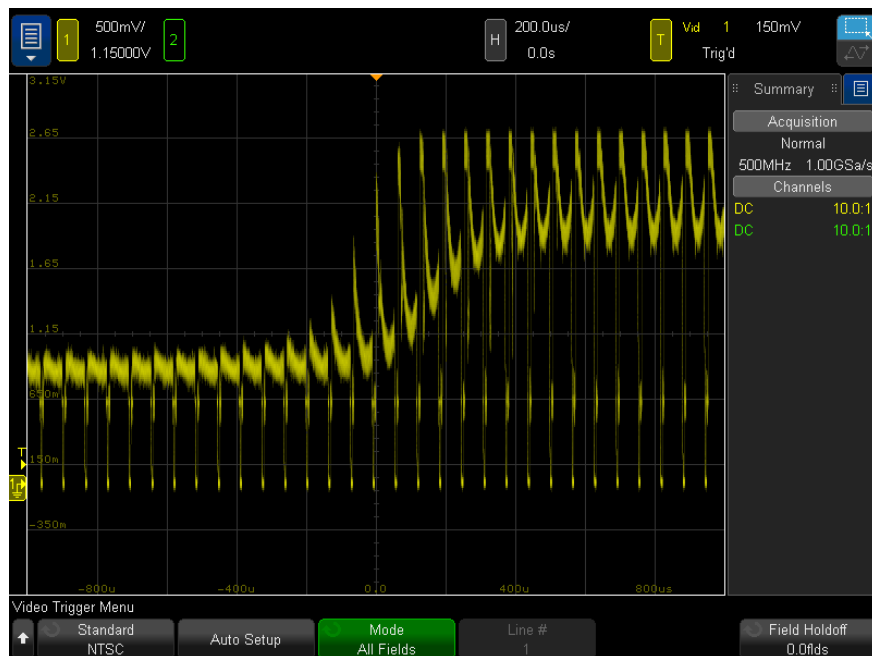 500mV/
1
1.15000V
2
H
200.0us/
0.0s
T
Vid 1 150mV
Trig'd
3.15V
2.65
2.15
1.65
1.15
650m
150m
-350m
T
1
-800u -400u 0.0 400u 800us
Summary
Acquisition
Normal
500MHz 1.00GSa/s
Channels
DC 10.0:1
DC 10.0:1
Video Trigger Menu
Standard
NTSC
Auto Setup
Mode
All Fields
Line #
1
Field Holdoff
0.0flds